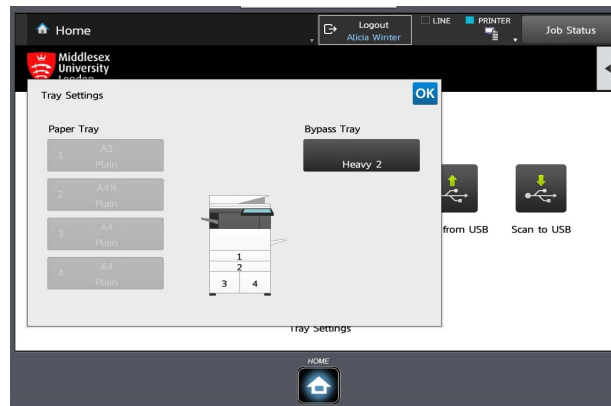 Home
Logout
Alicia Winter
LINE
PRINTER
Job Status
Middlesex
University
London
Tray Settings
OK
Paper Tray
Bypass Tray
1 A3
Plain
Heavy 2
2 A4R
Plain
3 A4
Plain
4 A4
Plain
1
2
3 4
from USB
Scan to USB
Tray Settings
HOME